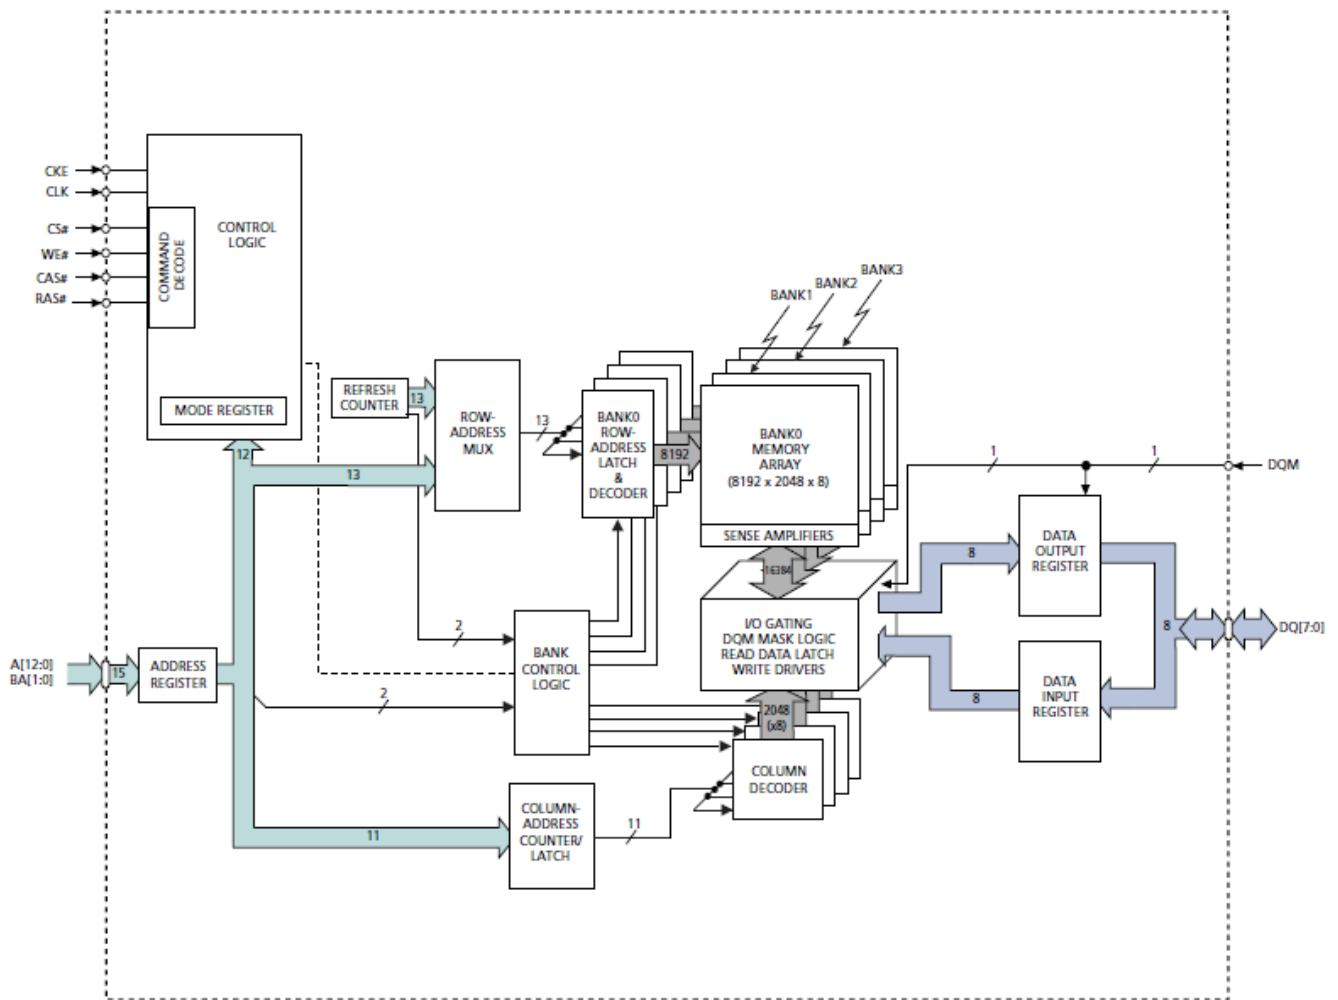 CKE
CLK
CS#
WE#
CAS#
RAS#
COMMAND
DECODE
CONTROL
LOGIC
MODE REGISTER
12
REFRESH
COUNTER
13
13
ROW-
ADDRESS
MUX
13
BANK0
ROW-
ADDRESS
LATCH
&
DECODER
8192
BANK1
BANK2
BANK3
BANK0
MEMORY
ARRAY
(8192 x 2048 x 8)
SENSE AMPLIFIERS
16384
I/O GATING
DQM MASK LOGIC
READ DATA LATCH
WRITE DRIVERS
2048
(x8)
COLUMN
DECODER
1
1
DQM
DATA
OUTPUT
REGISTER
8
8
8
DQ[7:0]
DATA
INPUT
REGISTER
A[12:0]
BA[1:0]
15
ADDRESS
REGISTER
2
2
BANK
CONTROL
LOGIC
11
COLUMN-
ADDRESS
COUNTER/
LATCH
11